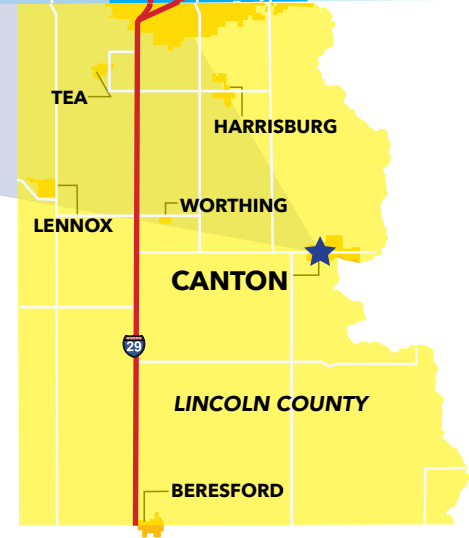 TEA
HARRISBURG
WORTHING
LENNOX
CANTON
29
LINCOLN COUNTY
BERESFORD